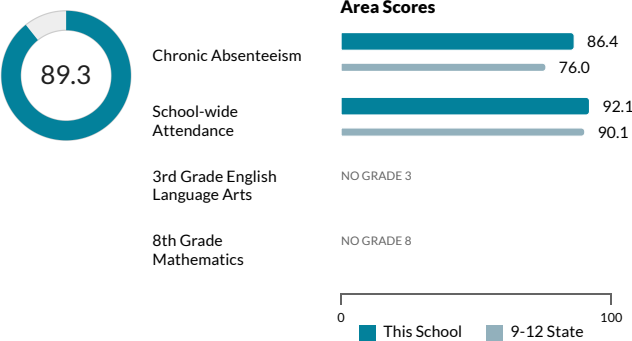 Area Scores
89.3
Chronic Absenteeism
86.4
76.0
School-wide
Attendance
92.1
90.1
3rd Grade English
Language Arts
NO GRADE 3
8th Grade
Mathematics
NO GRADE 8
0
100
This School
9-12 State